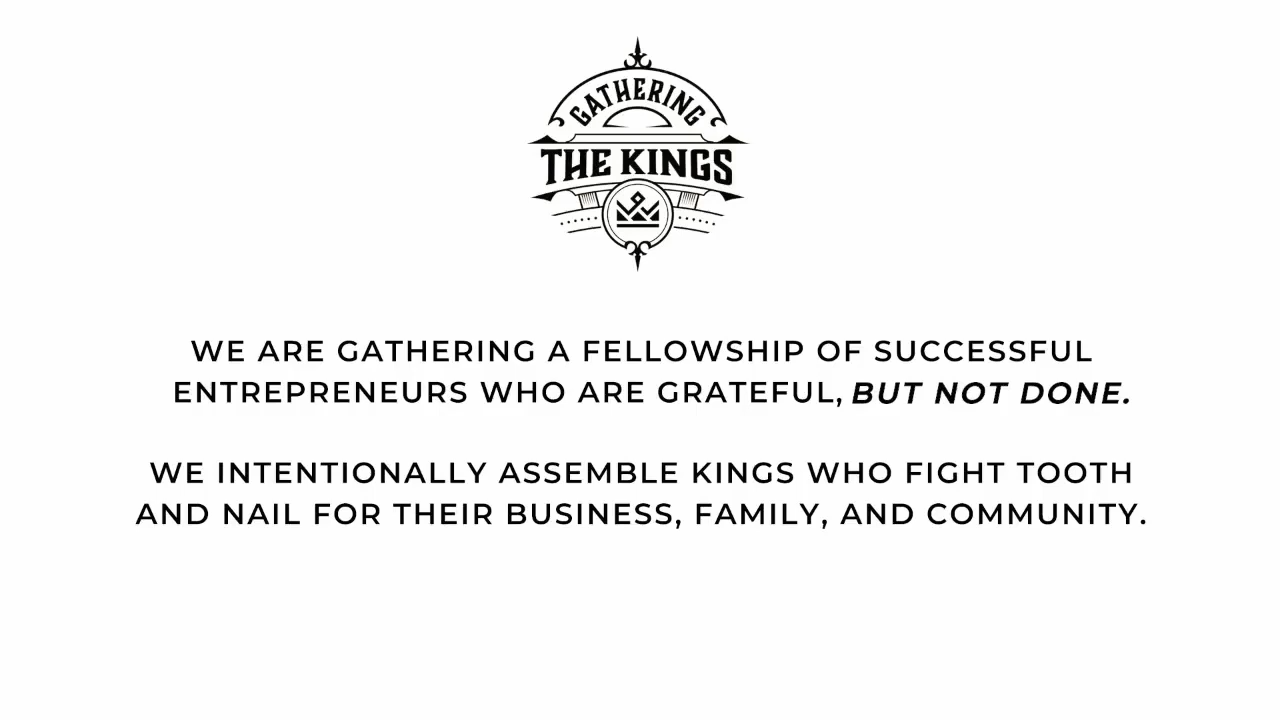 GATHERING
THE KINGS
WE ARE GATHERING A FELLOWSHIP OF SUCCESSFUL
ENTREPRENEURS WHO ARE GRATEFUL, BUT NOT DONE.
WE INTENTIONALLY ASSEMBLE KINGS WHO FIGHT TOOTH
AND NAIL FOR THEIR BUSINESS, FAMILY, AND COMMUNITY.